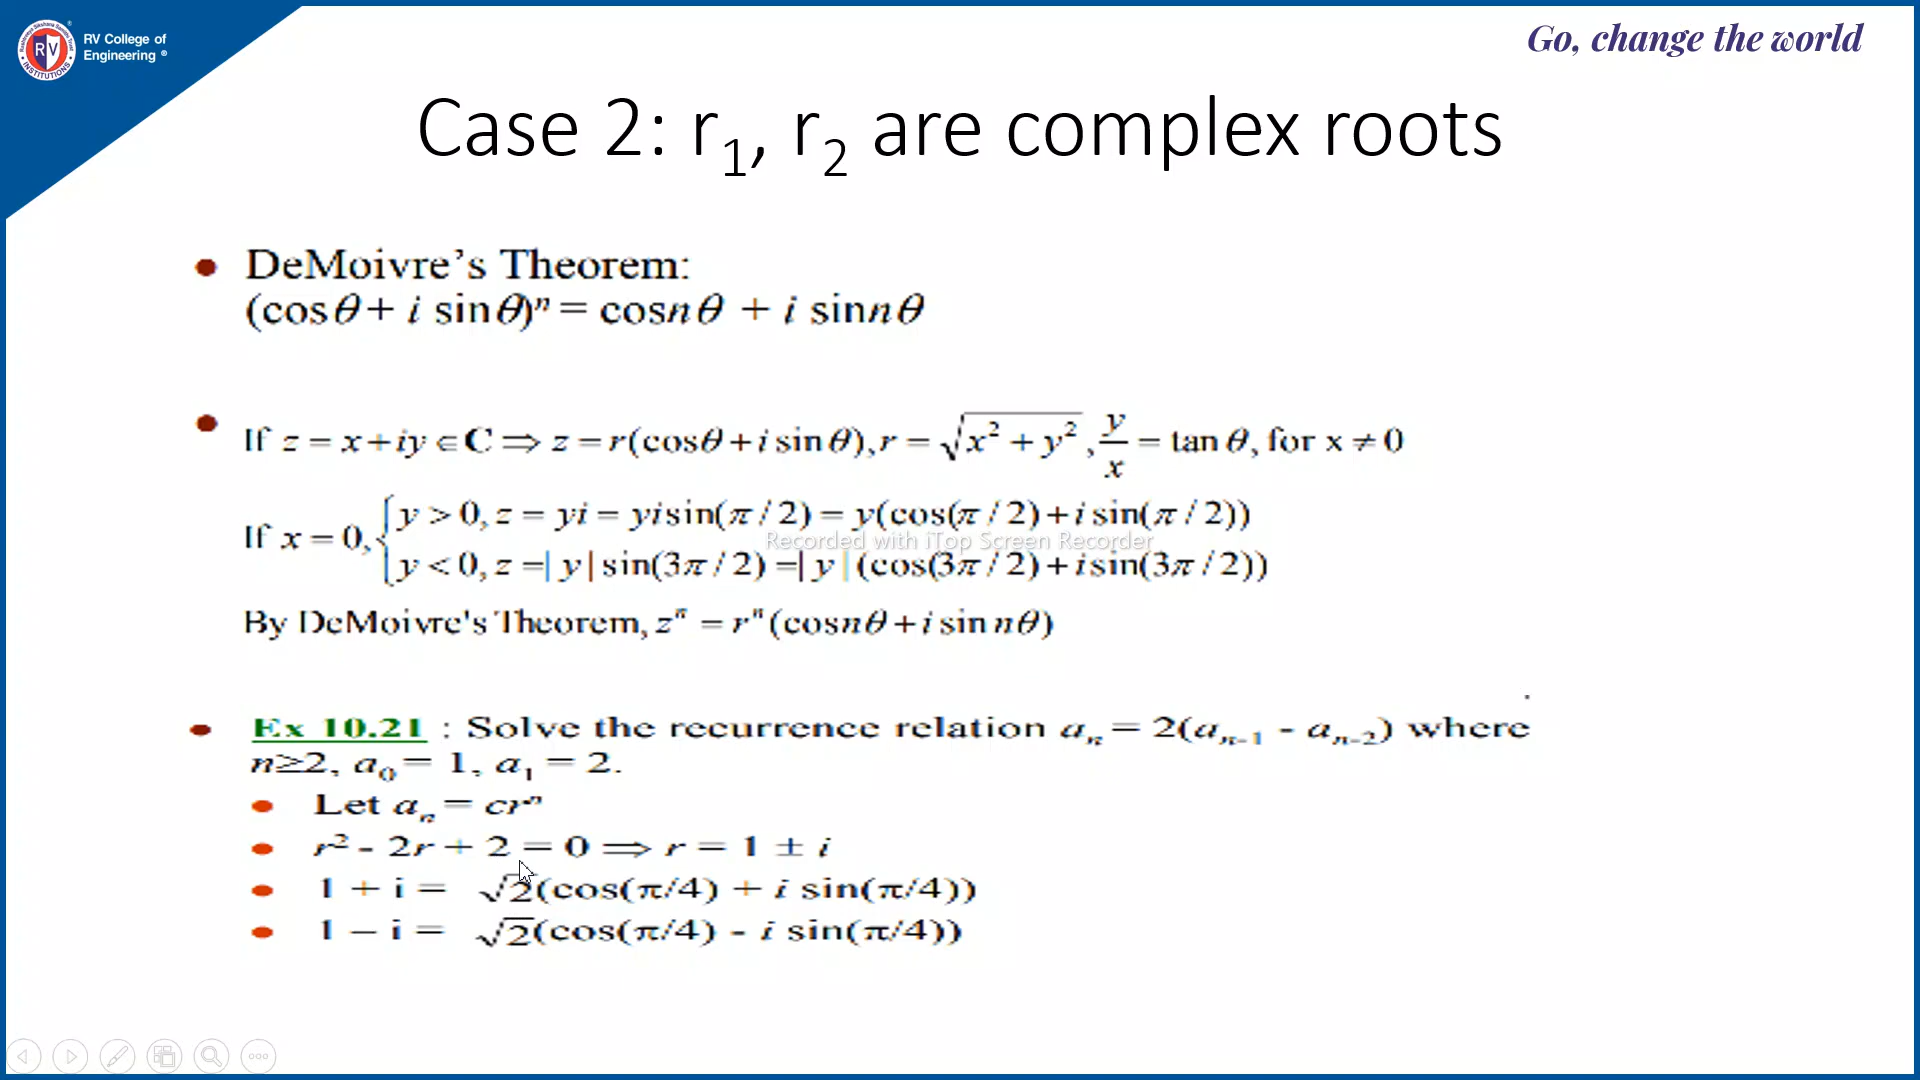 RV College of
Engineering ®
Go, change the world
RV
INSTITUTIONS
Case 2: r₁, r₂ are complex roots
• DeMoivre's Theorem:
(cosθ + i sinθ)ⁿ = cosnθ + i sinnθ
• If z = x+iy ∈ C ⇒ z = r(cosθ + i sinθ), r = √(x² + y²), y/x = tan θ, for x ≠ 0
If x = 0, { y > 0, z = yi = yi sin(π/2) = y(cos(π/2)+i sin(π/2))
Recorded with iTop Screen Recorder
y < 0, z =| y | sin(3π/2) =| y | (cos(3π/2)+i sin(3π/2))
By DeMoivre's Theorem, zⁿ = rⁿ(cosnθ + i sin nθ)
• Ex 10.21 : Solve the recurrence relation aₙ = 2(aₙ₋₁ - aₙ₋₂) where
n≥2, a₀ = 1, a₁ = 2.
• Let aₙ = crⁿ
• r² - 2r + 2 = 0 ⇒ r = 1 ± i
• 1 + i = √2(cos(π/4) + i sin(π/4))
• 1 – i = √2(cos(π/4) - i sin(π/4))